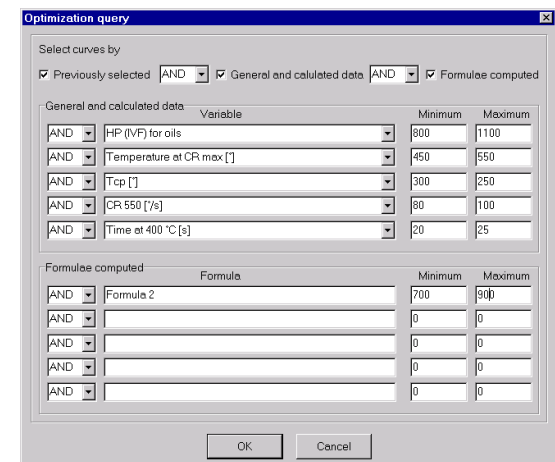 Optimization query
Select curves by
Previously selected AND General and calulated data AND Formulae computed
General and calculated data
Variable Minimum Maximum
AND HP (IVF) for oils 800 1100
AND Temperature at CR max [°] 450 550
AND Tcp [°] 300 250
AND CR 550 [°/s] 80 100
AND Time at 400 °C [s] 20 25
Formulae computed
Formula Minimum Maximum
AND Formula 2 700 900
AND 0 0
AND 0 0
AND 0 0
AND 0 0
OK Cancel